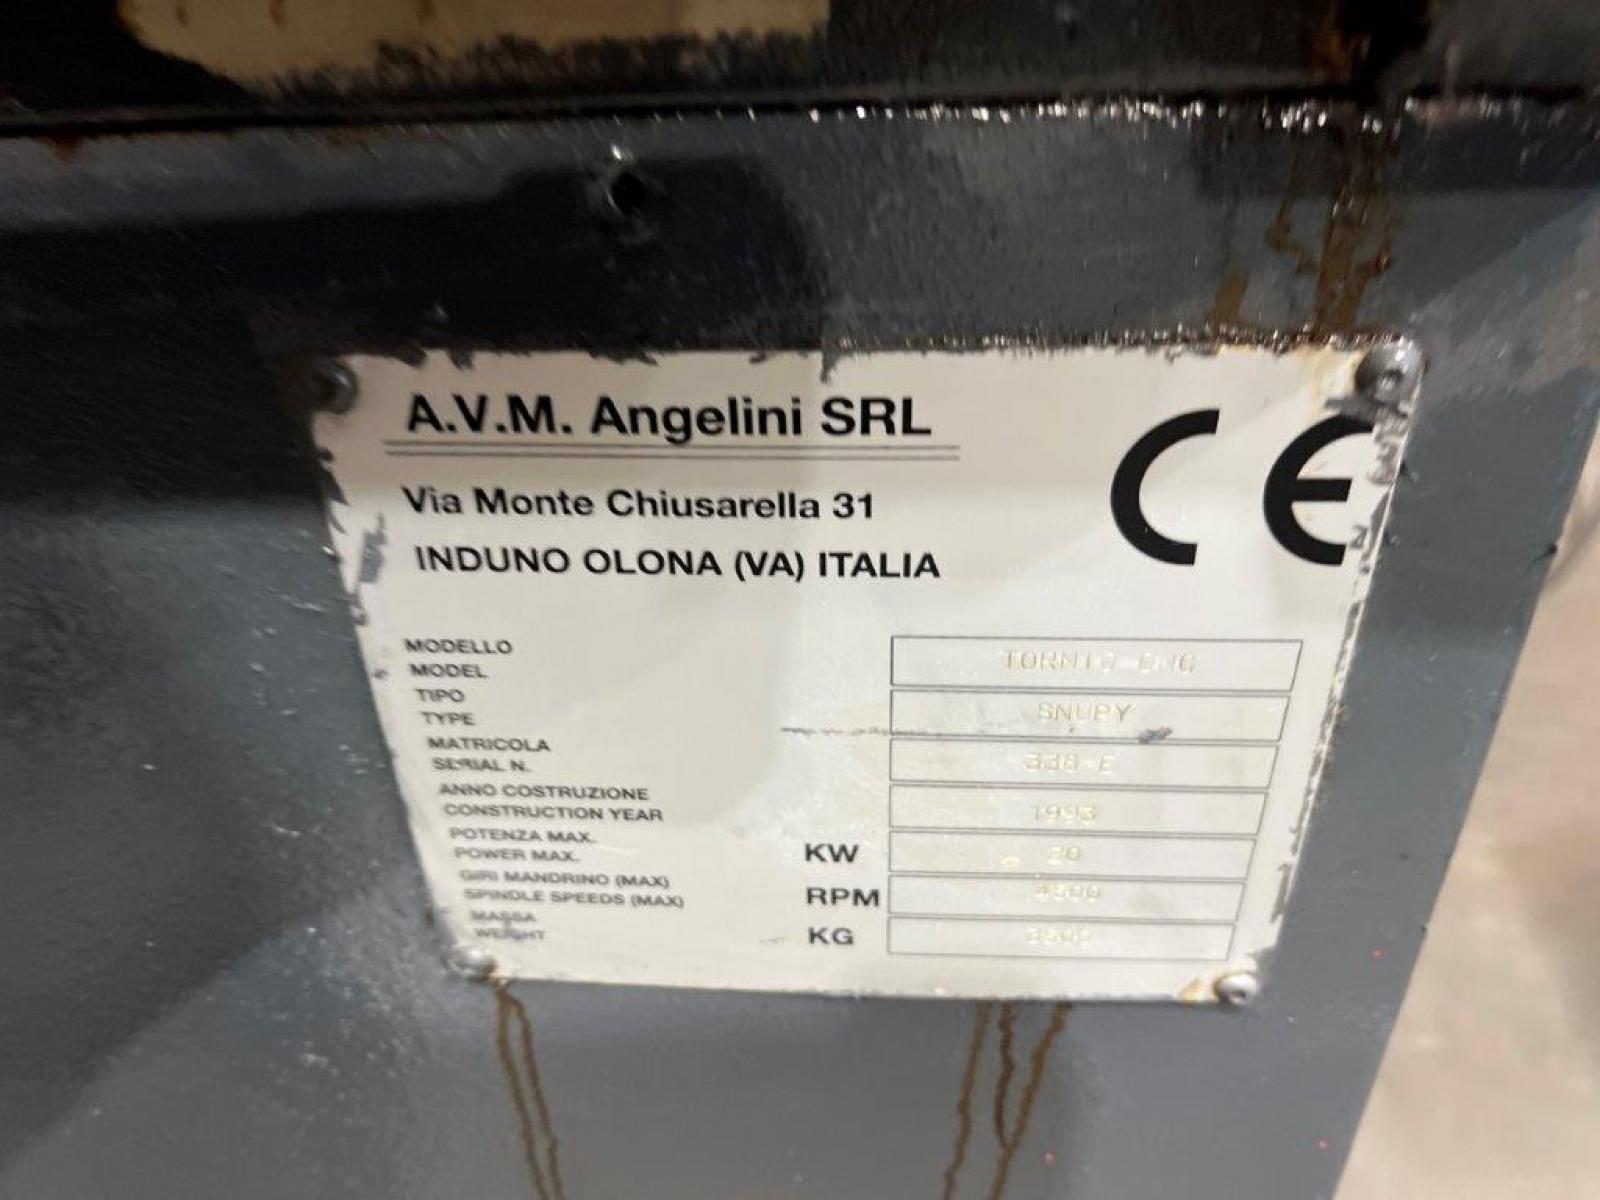 A.V.M. Angelini SRL
CE
Via Monte Chiusarella 31
INDUNO OLONA (VA) ITALIA
MODELLO
MODEL
TORNIO CNC
TIPO
TYPE
SNUPY
MATRICOLA
SERIAL N.
ANNO COSTRUZIONE
CONSTRUCTION YEAR
1993
POTENZA MAX.
POWER MAX.
KW
20
GIRI MANDRINO (MAX)
SPINDLE SPEEDS (MAX)
RPM
MASSA
WEIGHT
KG